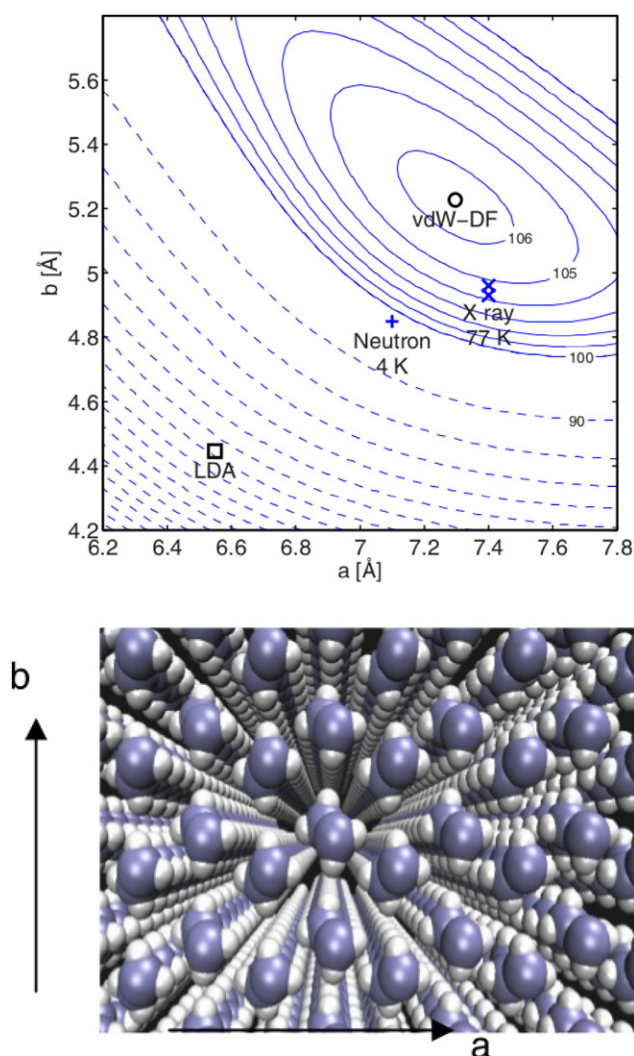 5.6
5.4
5.2
5
4.8
4.6
4.4
4.2
b [Å]
vdW-DF
106
105
X ray
77 K
100
Neutron
4 K
90
LDA
6.2 6.4 6.6 6.8 7 7.2 7.4 7.6 7.8
a [Å]
b
a